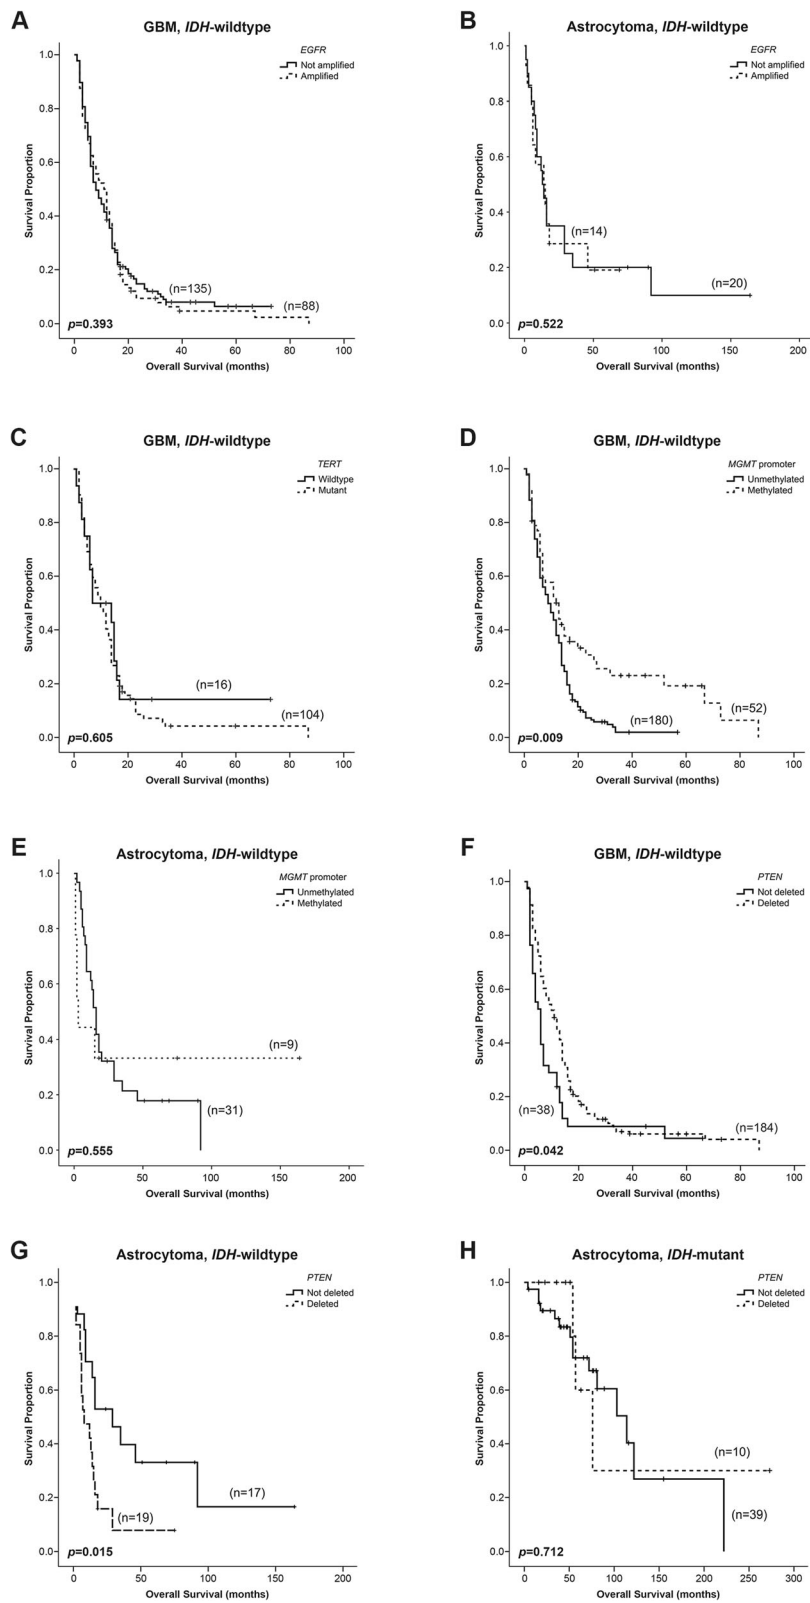 A
GBM, IDH-wildtype
EGFR
Not amplified
Amplified
Survival Proportion
1.0
0.8
0.6
0.4
0.2
0.0
(n=135)
(n=88)
p=0.393
0 20 40 60 80 100
Overall Survival (months)
B
Astrocytoma, IDH-wildtype
EGFR
Not amplified
Amplified
Survival Proportion
1.0
0.8
0.6
0.4
0.2
0.0
(n=14)
(n=20)
p=0.522
0 50 100 150 200
Overall Survival (months)
C
GBM, IDH-wildtype
TERT
Wildtype
Mutant
Survival Proportion
1.0
0.8
0.6
0.4
0.2
0.0
(n=16)
(n=104)
p=0.605
0 20 40 60 80 100
Overall Survival (months)
D
GBM, IDH-wildtype
MGMT promoter
Unmethylated
Methylated
Survival Proportion
1.0
0.8
0.6
0.4
0.2
0.0
(n=52)
(n=180)
p=0.009
0 20 40 60 80 100
Overall Survival (months)
E
Astrocytoma, IDH-wildtype
MGMT promoter
Unmethylated
Methylated
Survival Proportion
1.0
0.8
0.6
0.4
0.2
0.0
(n=9)
(n=31)
p=0.555
0 50 100 150 200
Overall Survival (months)
F
GBM, IDH-wildtype
PTEN
Not deleted
Deleted
Survival Proportion
1.0
0.8
0.6
0.4
0.2
0.0
(n=38)
(n=184)
p=0.042
0 20 40 60 80 100
Overall Survival (months)
G
Astrocytoma, IDH-wildtype
PTEN
Not deleted
Deleted
Survival Proportion
1.0
0.8
0.6
0.4
0.2
0.0
(n=17)
(n=19)
p=0.015
0 50 100 150 200
Overall Survival (months)
H
Astrocytoma, IDH-mutant
PTEN
Not deleted
Deleted
Survival Proportion
1.0
0.8
0.6
0.4
0.2
0.0
(n=10)
(n=39)
p=0.712
0 50 100 150 200 250 300
Overall Survival (months)